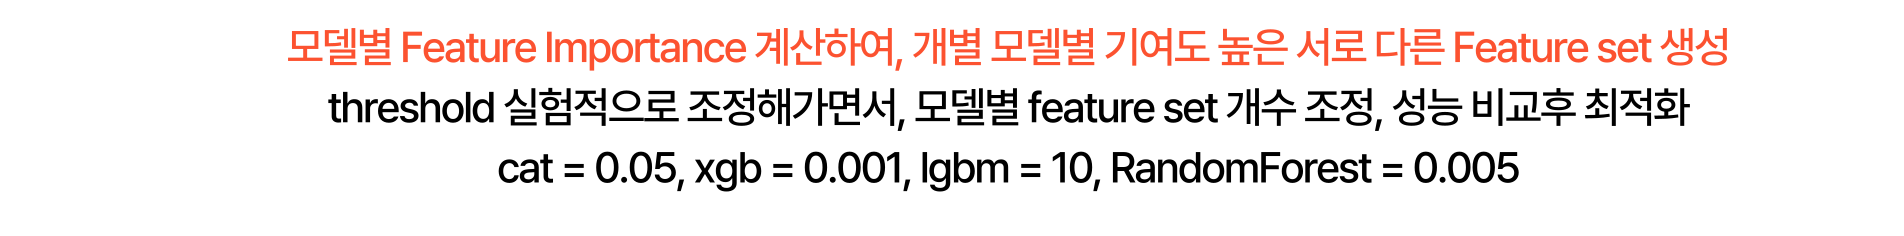 모델별 Feature Importance 계산하여, 개별 모델별 기여도 높은 서로 다른 Feature set 생성
threshold 실험적으로 조정해가면서, 모델별 feature set 개수 조정, 성능 비교후 최적화
cat = 0.05, xgb = 0.001, lgbm = 10, RandomForest = 0.005